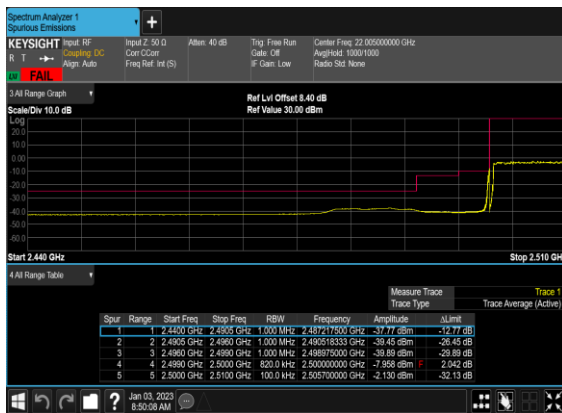 Spectrum Analyzer 1
Spurious Emissions
+
KEYSIGHT Input: RF Input Z: 50 Ω Atten: 40 dB Trig: Free Run Center Freq: 22.005000000 GHz
R T Coupling: DC Corr CCorr Gate: Off Avg|Hold: 1000/1000
Align: Auto Freq Ref: Int (S) IF Gain: Low Radio Std: None
FAIL
3 All Range Graph
Ref Lvl Offset 8.40 dB
Scale/Div 10.0 dB Ref Value 30.00 dBm
Log
20.0
10.0
0.00
-10.0
-20.0
-30.0
-40.0
-50.0
-60.0
Start 2.440 GHz Stop 2.510 GH
4 All Range Table
Measure Trace Trace 1
Trace Type Trace Average (Active)
Spur Range Start Freq Stop Freq RBW Frequency Amplitude ΔLimit
1 1 2.4400 GHz 2.4905 GHz 1.000 MHz 2.487217500 GHz -37.77 dBm -12.77 dB
2 2 2.4905 GHz 2.4960 GHz 1.000 MHz 2.490518333 GHz -39.45 dBm -26.45 dB
3 3 2.4960 GHz 2.4990 GHz 1.000 MHz 2.498975000 GHz -39.89 dBm -29.89 dB
4 4 2.4990 GHz 2.5000 GHz 820.0 kHz 2.500000000 GHz -7.958 dBm F 2.042 dB
5 5 2.5000 GHz 2.5100 GHz 100.0 kHz 2.505700000 GHz -2.130 dBm -32.13 dB
? Jan 03, 2023
8:50:08 AM